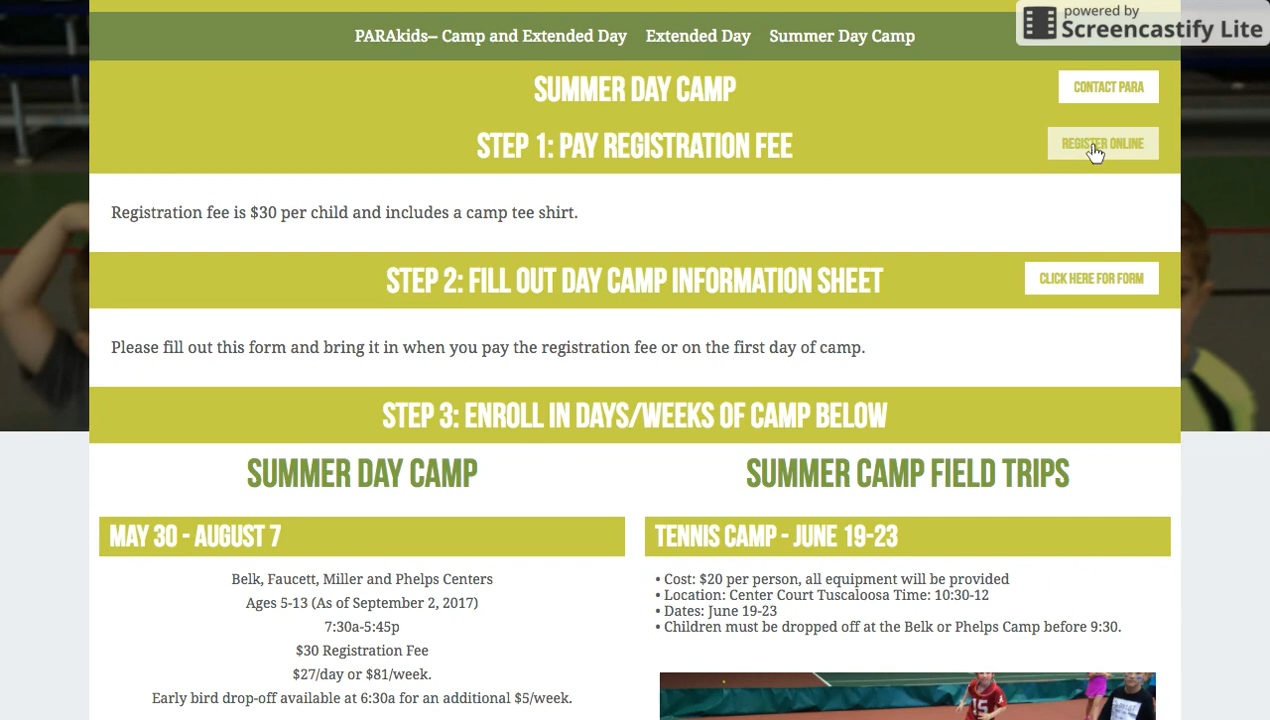 powered by
Screencastify Lite
PARAkids– Camp and Extended Day Extended Day Summer Day Camp
SUMMER DAY CAMP
CONTACT PARA
STEP 1: PAY REGISTRATION FEE
REGISTER ONLINE
Registration fee is $30 per child and includes a camp tee shirt.
STEP 2: FILL OUT DAY CAMP INFORMATION SHEET
CLICK HERE FOR FORM
Please fill out this form and bring it in when you pay the registration fee or on the first day of camp.
STEP 3: ENROLL IN DAYS/WEEKS OF CAMP BELOW
SUMMER DAY CAMP
MAY 30 - AUGUST 7
Belk, Faucett, Miller and Phelps Centers
Ages 5-13 (As of September 2, 2017)
7:30a-5:45p
$30 Registration Fee
$27/day or $81/week.
Early bird drop-off available at 6:30a for an additional $5/week.
SUMMER CAMP FIELD TRIPS
TENNIS CAMP - JUNE 19-23
• Cost: $20 per person, all equipment will be provided
• Location: Center Court Tuscaloosa Time: 10:30-12
• Dates: June 19-23
• Children must be dropped off at the Belk or Phelps Camp before 9:30.
15